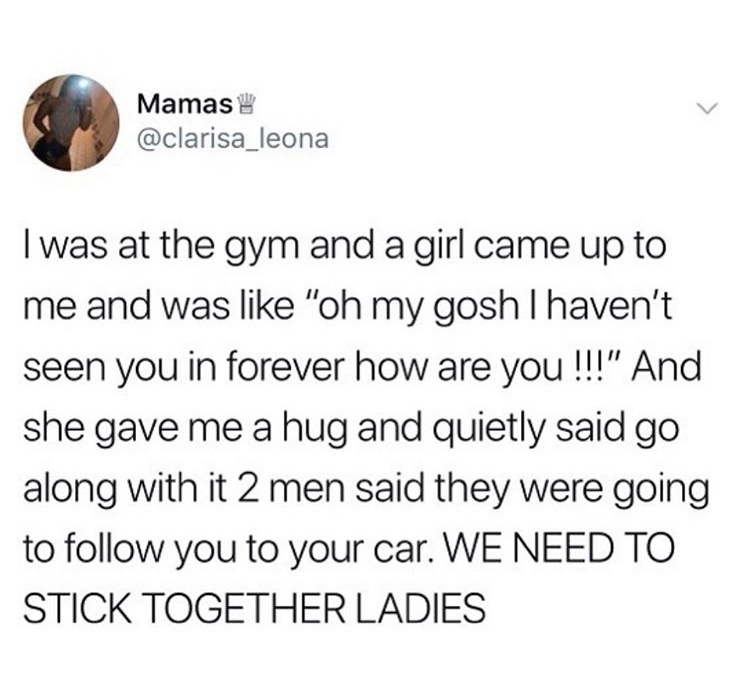 Mamas♕
@clarisa_leona
I was at the gym and a girl came up to
me and was like "oh my gosh I haven't
seen you in forever how are you !!!" And
she gave me a hug and quietly said go
along with it 2 men said they were going
to follow you to your car. WE NEED TO
STICK TOGETHER LADIES